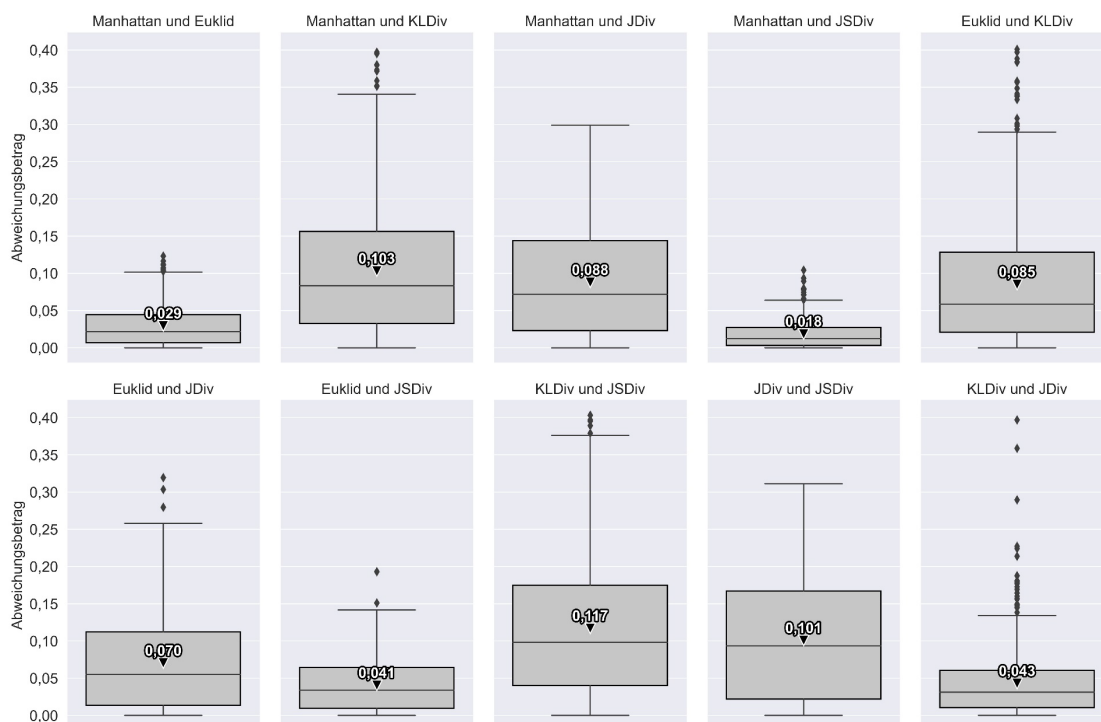 Manhattan und Euklid
Manhattan und KLDiv
Manhattan und JDiv
Manhattan und JSDiv
Euklid und KLDiv
Abweichungsbetrag
0,40
0,35
0,30
0,25
0,20
0,15
0,10
0,05
0,00
0,029
0,103
0,088
0,018
0,085
Euklid und JDiv
Euklid und JSDiv
KLDiv und JSDiv
JDiv und JSDiv
KLDiv und JDiv
Abweichungsbetrag
0,40
0,35
0,30
0,25
0,20
0,15
0,10
0,05
0,00
0,070
0,041
0,117
0,101
0,043